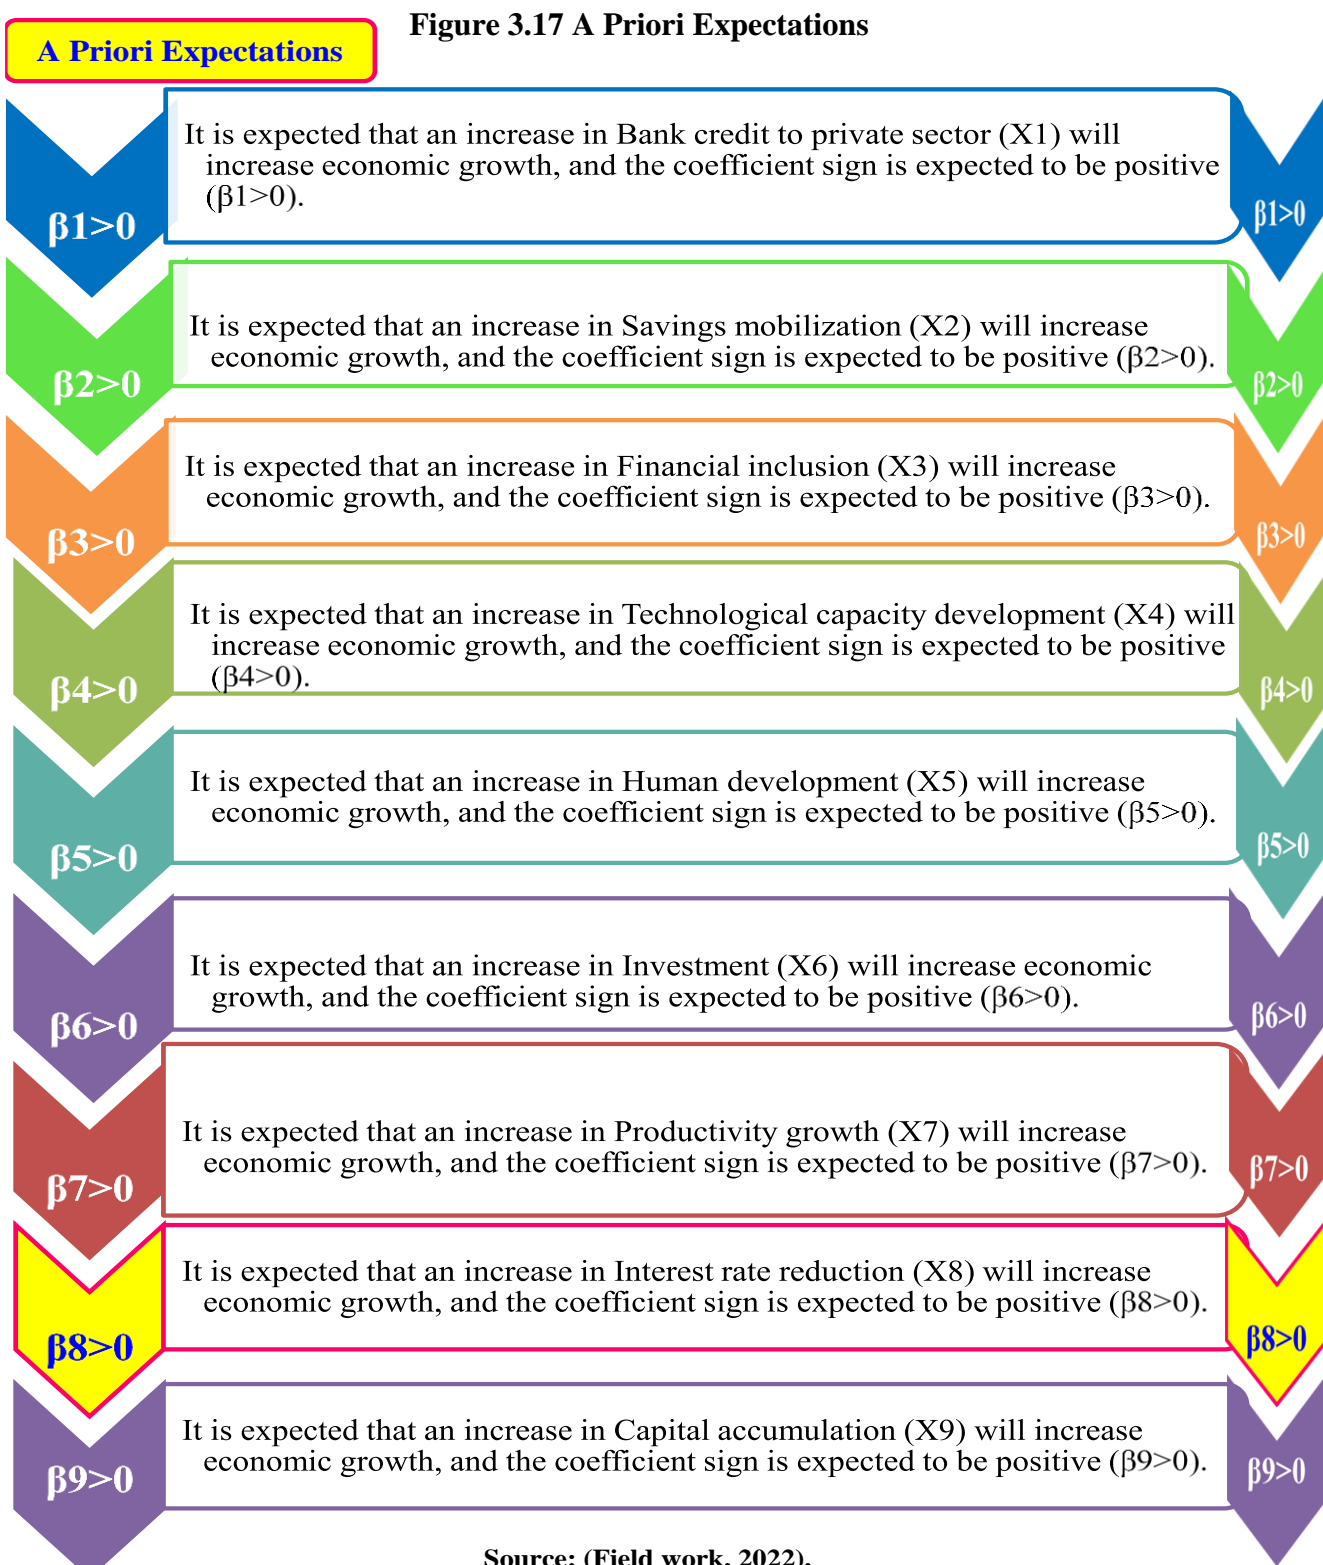 Figure 3.17 A Priori Expectations
A Priori Expectations
It is expected that an increase in Bank credit to private sector (X1) will
increase economic growth, and the coefficient sign is expected to be positive
(β1>0).
β1>0
β1>0
It is expected that an increase in Savings mobilization (X2) will increase
economic growth, and the coefficient sign is expected to be positive (β2>0).
β2>0
β2>0
It is expected that an increase in Financial inclusion (X3) will increase
economic growth, and the coefficient sign is expected to be positive (β3>0).
β3>0
β3>0
It is expected that an increase in Technological capacity development (X4) will
increase economic growth, and the coefficient sign is expected to be positive
(β4>0).
β4>0
β4>0
It is expected that an increase in Human development (X5) will increase
economic growth, and the coefficient sign is expected to be positive (β5>0).
β5>0
β5>0
It is expected that an increase in Investment (X6) will increase economic
growth, and the coefficient sign is expected to be positive (β6>0).
β6>0
β6>0
It is expected that an increase in Productivity growth (X7) will increase
economic growth, and the coefficient sign is expected to be positive (β7>0).
β7>0
β7>0
It is expected that an increase in Interest rate reduction (X8) will increase
economic growth, and the coefficient sign is expected to be positive (β8>0).
β8>0
β8>0
It is expected that an increase in Capital accumulation (X9) will increase
economic growth, and the coefficient sign is expected to be positive (β9>0).
β9>0
β9>0
Source: (Field work, 2022).